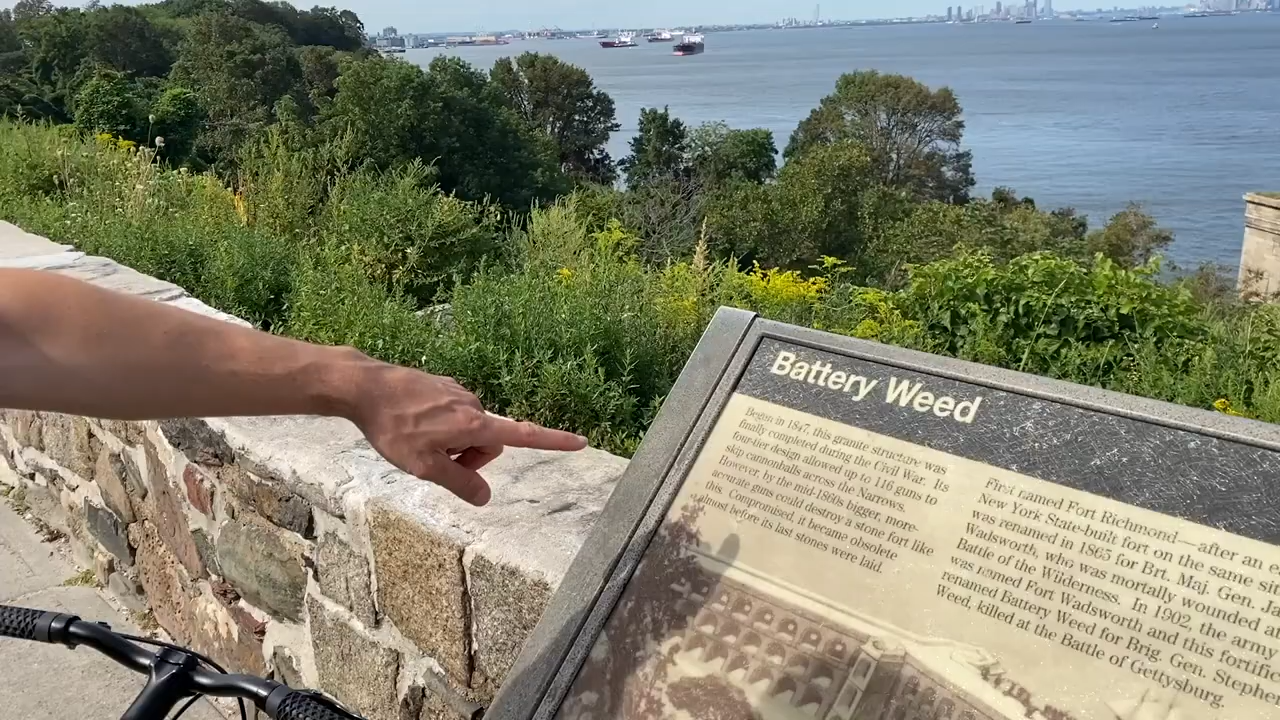 Battery Weed
Begun in 1847, this granite structure was
finally completed during the Civil War. Its
four-tier design allowed up to 116 guns to
skip cannonballs across the Narrows.
However, by the mid-1860s bigger, more-
accurate guns could destroy a stone fort like
this. Compromised, it became obsolete
almost before its last stones were laid.
First named Fort Richmond—after an
New York State-built fort on the same
was renamed in 1865 for Brt. Maj. Gen.
Wadsworth, who was mortally wounded
Battle of the Wilderness. In 1902, the army
was named Fort Wadsworth and this
renamed Battery Weed for Brig. Gen.
Weed, killed at the Battle of Gettysburg.